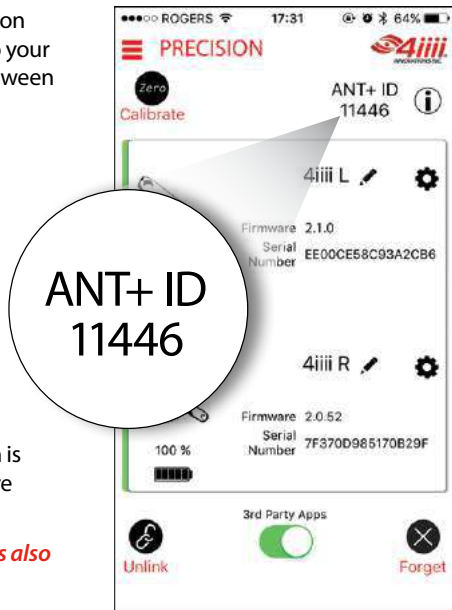 on
your
ween
●●●○○ ROGERS 17:31 64%
PRECISION
4iiii
Zero
Calibrate
ANT+ ID
11446
i
4iiii L
Firmware 2.1.0
Serial Number EE00CE58C93A2CB6
ANT+ ID
11446
4iiii R
Firmware 2.0.52
Serial Number 7F370D985170B29F
100 %
is
3rd Party Apps
s also
Unlink
Forget